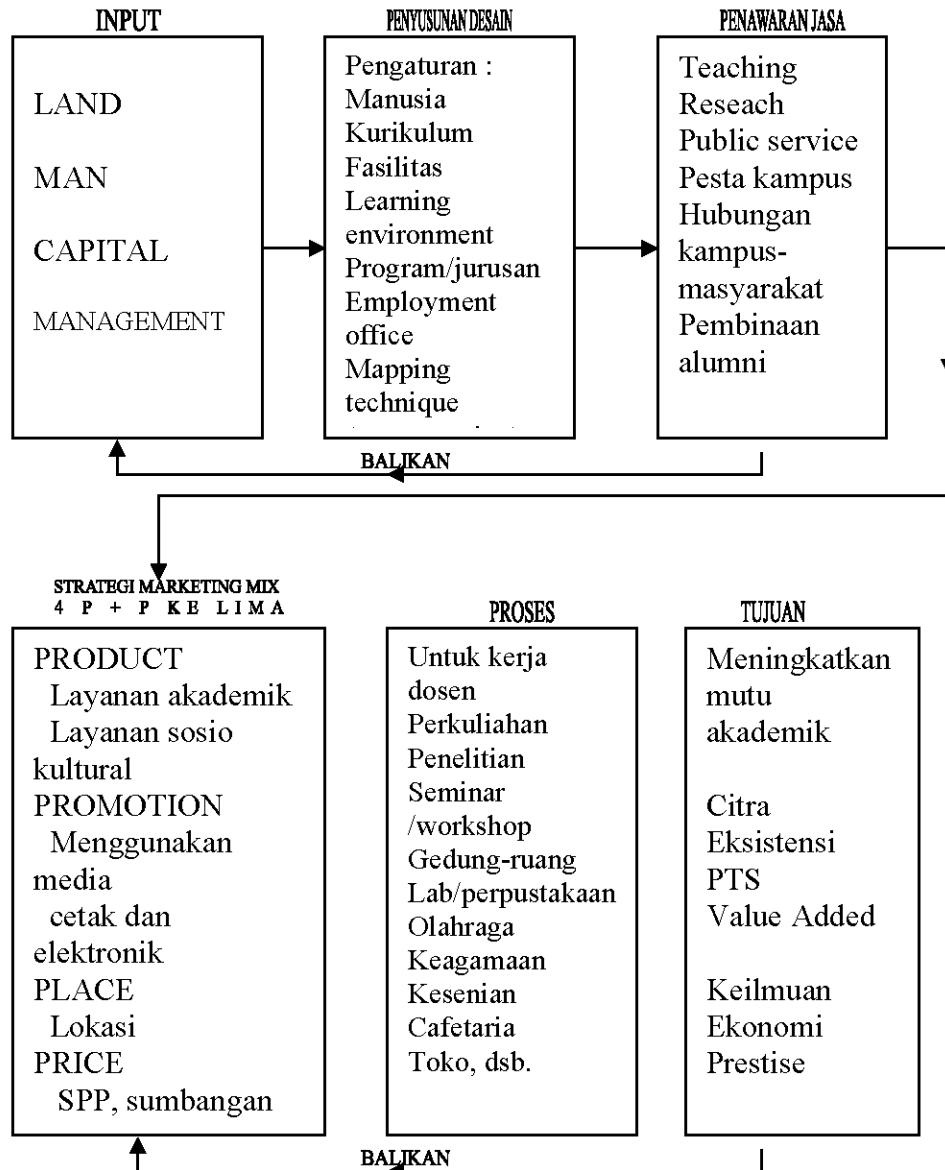 INPUT
LAND
MAN
CAPITAL
MANAGEMENT
PENYUSUNAN DESAIN
Pengaturan :
Manusia
Kurikulum
Fasilitas
Learning
environment
Program/jurusan
Employment
office
Mapping
technique
PENAWARAN JASA
Teaching
Reseach
Public service
Pesta kampus
Hubungan
kampus-
masyarakat
Pembinaan
alumni
BALIKAN
STRATEGI MARKETING MIX
4 P + P KE LIMA
PRODUCT
Layanan akademik
Layanan sosio
kultural
PROMOTION
Menggunakan
media
cetak dan
elektronik
PLACE
Lokasi
PRICE
SPP, sumbangan
PROSES
Untuk kerja
dosen
Perkuliahan
Penelitian
Seminar
/workshop
Gedung-ruang
Lab/perpustakaan
Olahraga
Keagamaan
Kesenian
Cafetaria
Toko, dsb.
TUJUAN
Meningkatkan
mutu
akademik
Citra
Eksistensi
PTS
Value Added
Keilmuan
Ekonomi
Prestise
BALIKAN